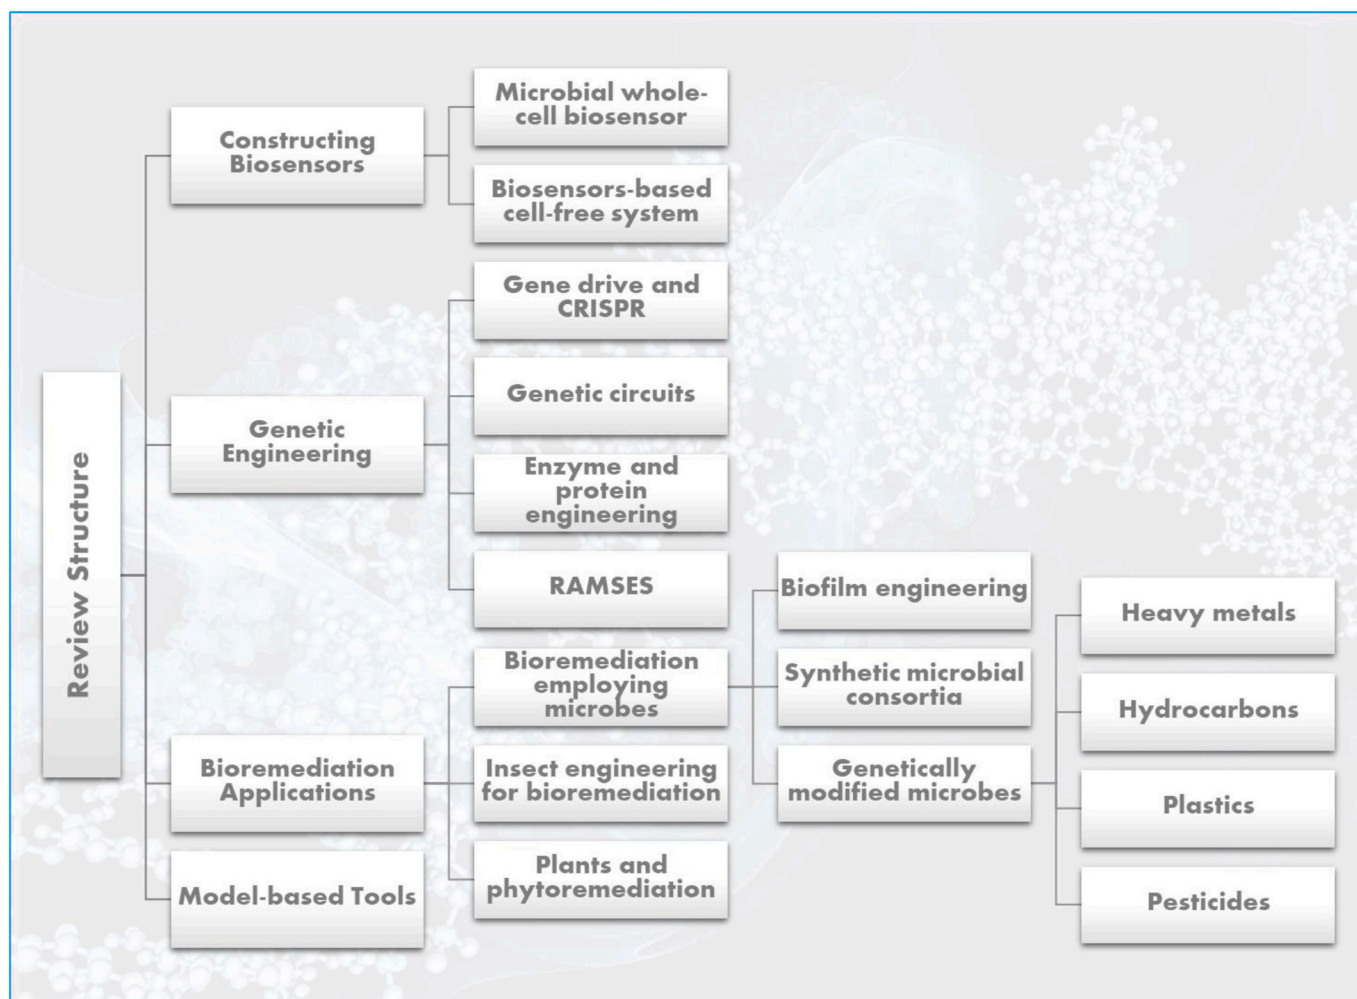 Review Structure
Constructing
Biosensors
Microbial whole-
cell biosensor
Biosensors-based
cell-free system
Genetic
Engineering
Gene drive and
CRISPR
Genetic circuits
Enzyme and
protein
engineering
RAMSES
Bioremediation
Applications
Bioremediation
employing
microbes
Biofilm engineering
Synthetic microbial
consortia
Genetically
modified microbes
Heavy metals
Hydrocarbons
Plastics
Pesticides
Insect engineering
for bioremediation
Plants and
phytoremediation
Model-based Tools